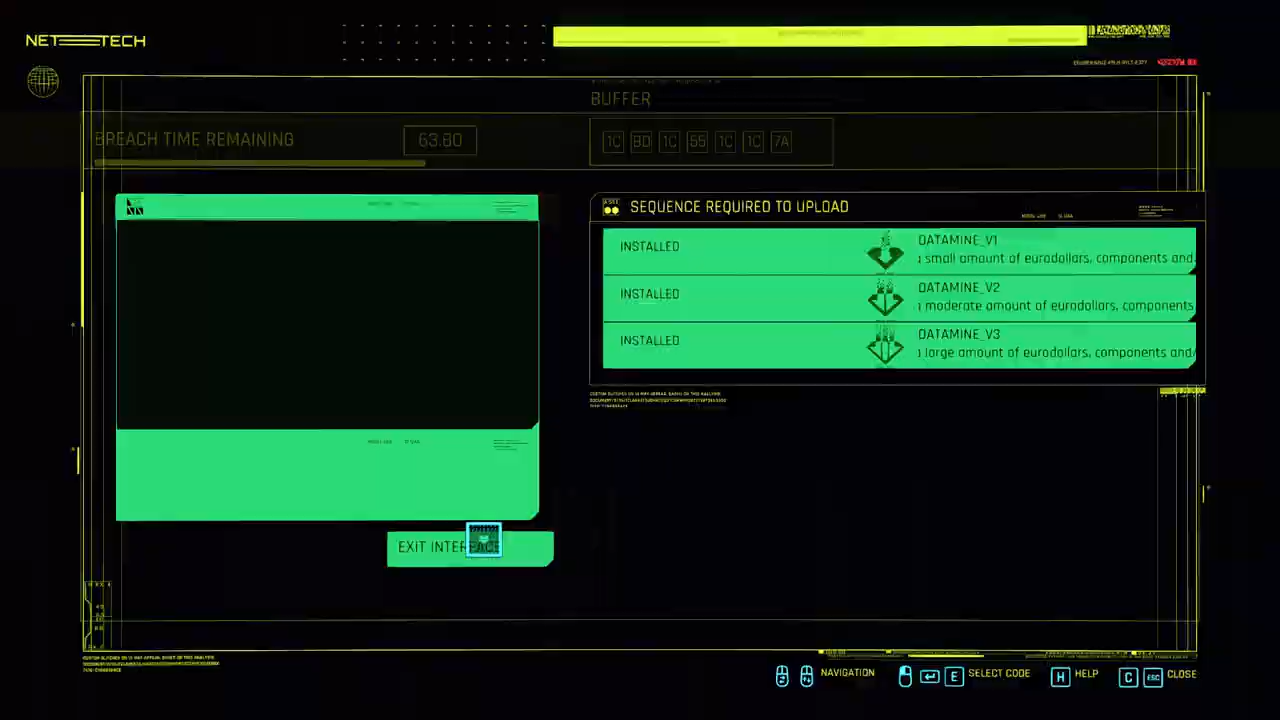 NET TECH
BUFFER
BREACH TIME REMAINING
63.80
1C BD 1C 55 1C 1C 7A
SEQUENCE REQUIRED TO UPLOAD
INSTALLED
DATAMINE_V1
small amount of eurodollars, components and
INSTALLED
DATAMINE_V2
moderate amount of eurodollars, components
INSTALLED
DATAMINE_V3
large amount of eurodollars, components and
EXIT INTERFACE
NAVIGATION
E SELECT CODE
H HELP
C ESC CLOSE